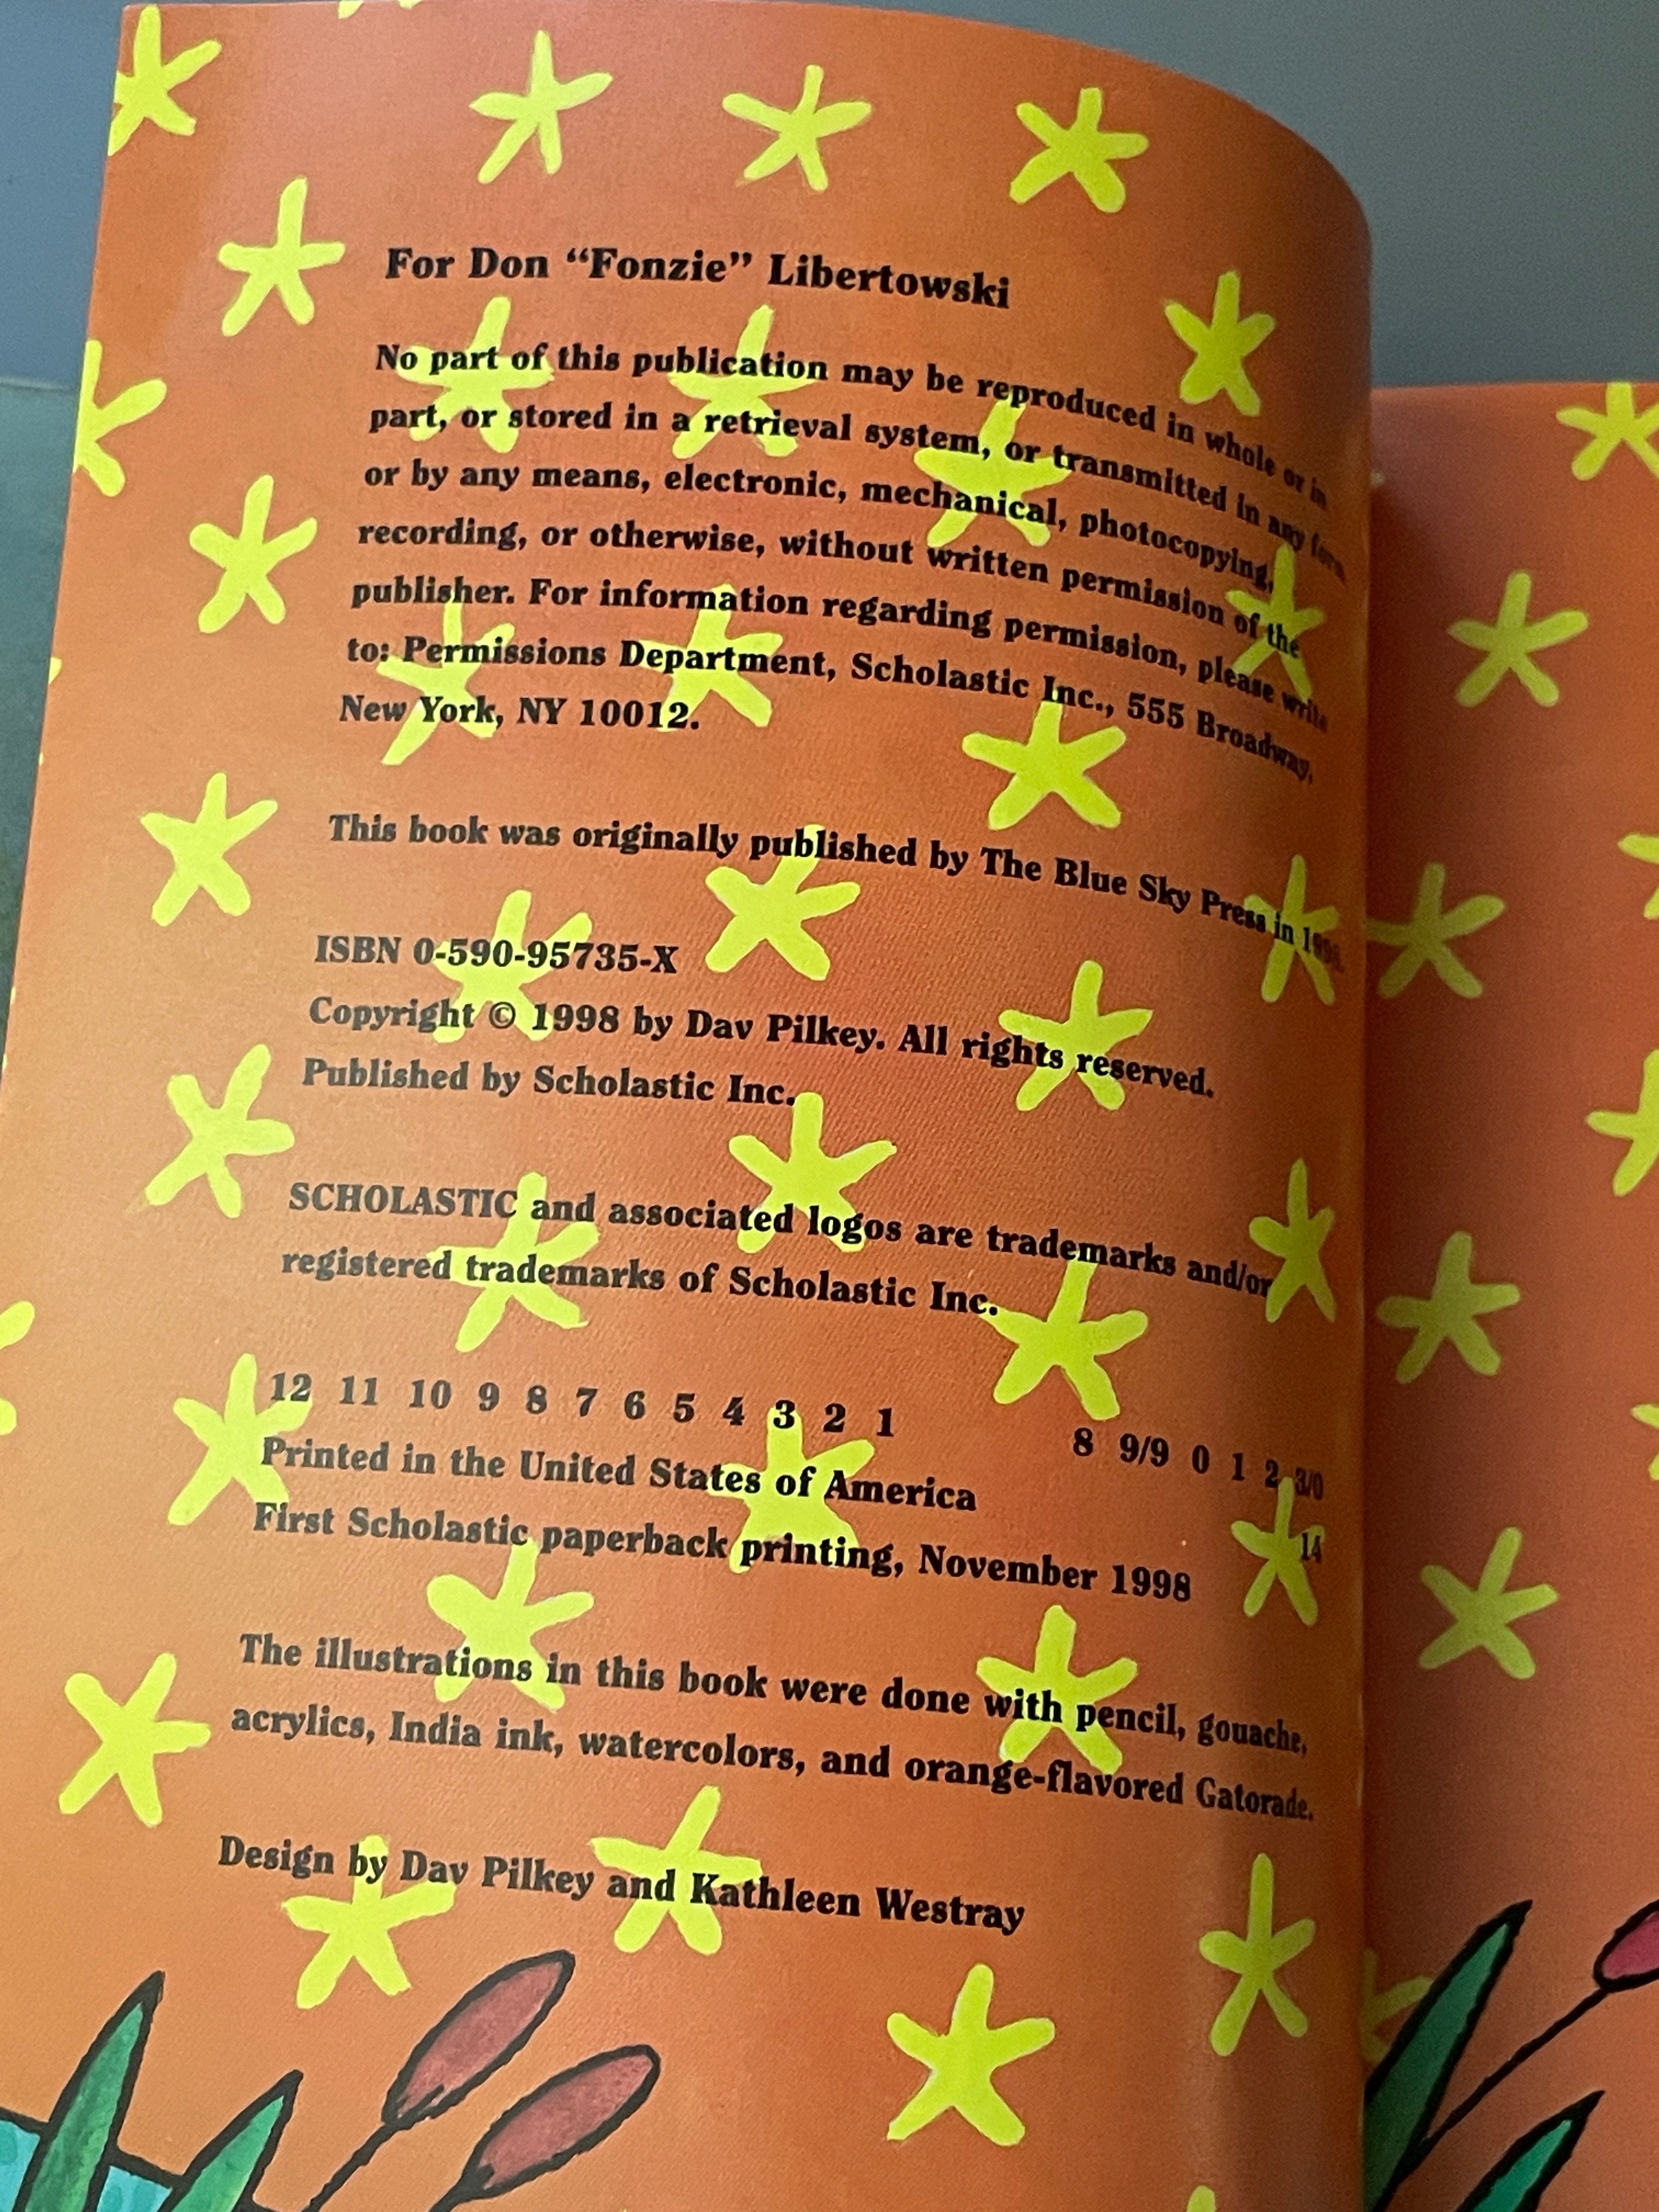 For Don “Fonzie” Libertowski
No part of this publication may be reproduced in whole or in
part, or stored in a retrieval system, or transmitted in any form
or by any means, electronic, mechanical, photocopying,
recording, or otherwise, without written permission of the
publisher. For information regarding permission, please write
to: Permissions Department, Scholastic Inc., 555 Broadway,
New York, NY 10012.
This book was originally published by The Blue Sky Press in 1998.
ISBN 0-590-95735-X
Copyright © 1998 by Dav Pilkey. All rights reserved.
Published by Scholastic Inc.
SCHOLASTIC and associated logos are trademarks and/or
registered trademarks of Scholastic Inc.
12 11 10 9 8 7 6 5 4 3 2 1 8 9/9 0 1 2 3/0
Printed in the United States of America 14
First Scholastic paperback printing, November 1998
The illustrations in this book were done with pencil, gouache,
acrylics, India ink, watercolors, and orange-flavored Gatorade.
Design by Dav Pilkey and Kathleen Westray